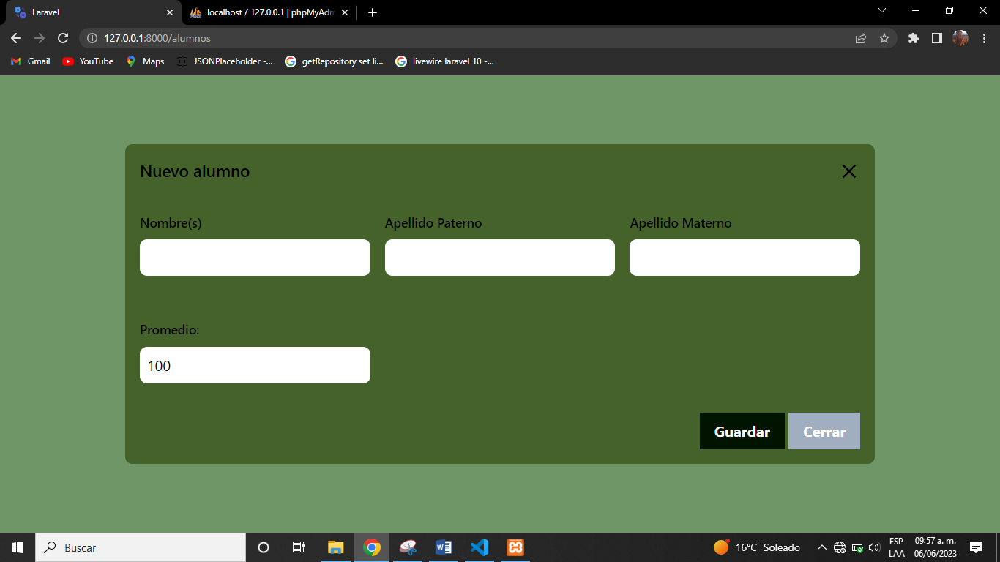 Laravel
localhost / 127.0.0.1 | phpMyAdm
127.0.0.1:8000/alumnos
Gmail YouTube Maps JSONPlaceholder -... getRepository set li... livewire laravel 10 -...
Nuevo alumno
Nombre(s) Apellido Paterno Apellido Materno
Promedio:
100
Guardar Cerrar
Buscar
16°C Soleado
ESP
LAA
09:57 a. m.
06/06/2023